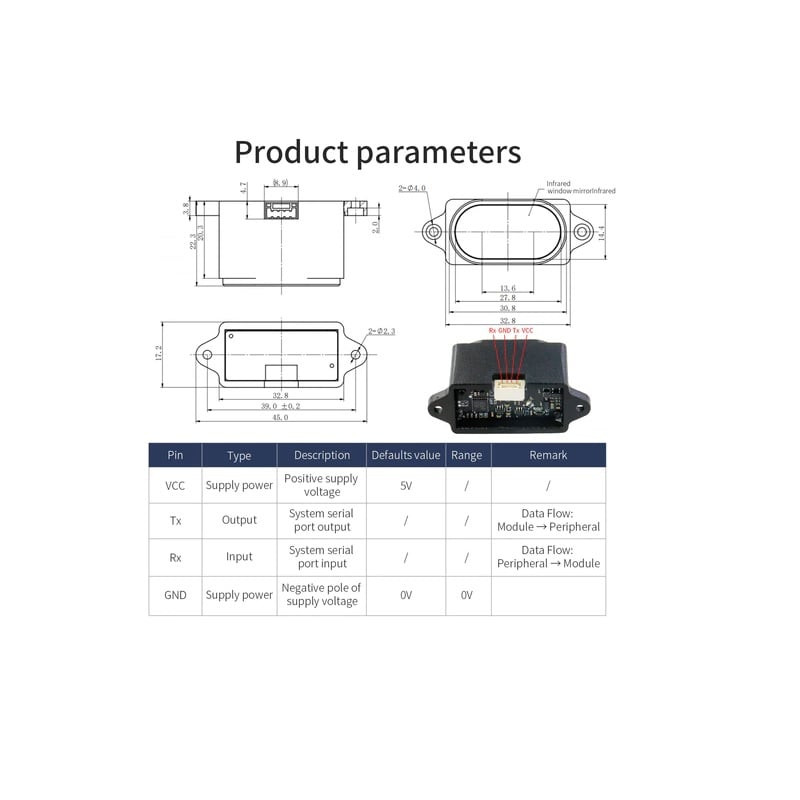 Product parameters
4.7
(8.9)
3.8
22.3
20.3
2.0
2-Ø4.0
Infrared
window mirrorInfrared
14.4
13.6
27.8
30.8
32.8
17.2
2-Ø2.3
32.8
39.0 ±0.2
45.0
Rx GND Tx VCC
Pin Type Description Defaults value Range Remark
VCC Supply power Positive supply voltage 5V / /
Tx Output System serial port output / / Data Flow: Module → Peripheral
Rx Input System serial port input / / Data Flow: Peripheral → Module
GND Supply power Negative pole of supply voltage 0V 0V